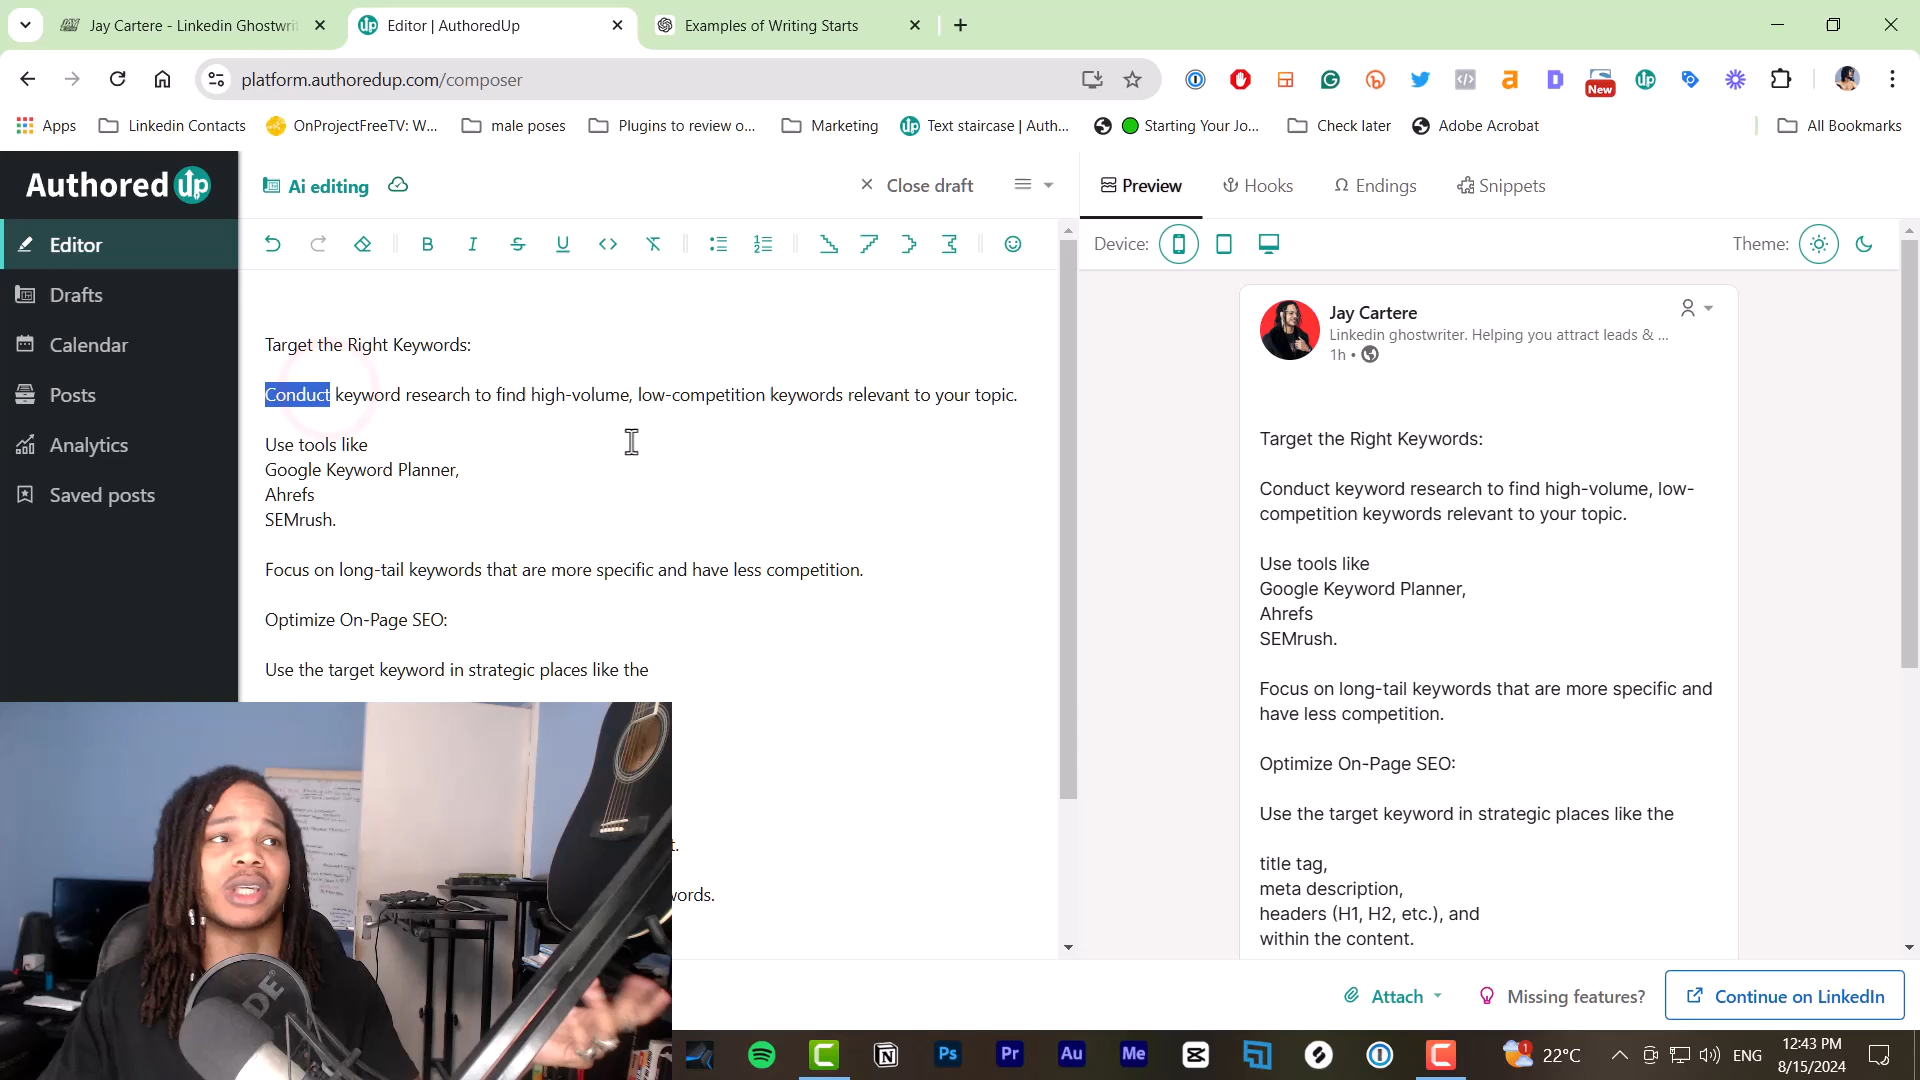 Jay Cartere - Linkedin Ghostwri
Editor | AuthoredUp
Examples of Writing Starts
platform.authoredup.com/composer
New
Apps
Linkedin Contacts
OnProjectFreeTV: W...
male poses
Plugins to review o...
Marketing
Text staircase | Auth...
Starting Your Jo...
Check later
Adobe Acrobat
All Bookmarks
Authored up
Editor
Drafts
Calendar
Posts
Analytics
Saved posts
Ai editing
Close draft
Target the Right Keywords:
Conduct keyword research to find high-volume, low-competition keywords relevant to your topic.
Use tools like
Google Keyword Planner,
Ahrefs
SEMrush.
Focus on long-tail keywords that are more specific and have less competition.
Optimize On-Page SEO:
Use the target keyword in strategic places like the
t.
words.
Preview
Hooks
Endings
Snippets
Device:
Theme:
Jay Cartere
Linkedin ghostwriter. Helping you attract leads & ...
1h •
Target the Right Keywords:
Conduct keyword research to find high-volume, low-
competition keywords relevant to your topic.
Use tools like
Google Keyword Planner,
Ahrefs
SEMrush.
Focus on long-tail keywords that are more specific and
have less competition.
Optimize On-Page SEO:
Use the target keyword in strategic places like the
title tag,
meta description,
headers (H1, H2, etc.), and
within the content.
Attach
Missing features?
Continue on LinkedIn
Ps
Pr
Au
Me
1
22°C
ENG
12:43 PM
8/15/2024